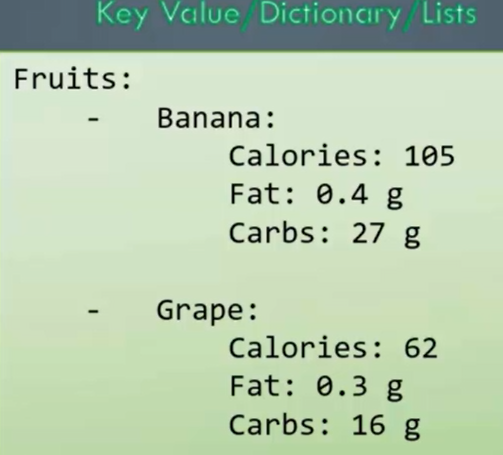 Key Value/Dictionary/Lists
Fruits:
- Banana:
Calories: 105
Fat: 0.4 g
Carbs: 27 g
- Grape:
Calories: 62
Fat: 0.3 g
Carbs: 16 g